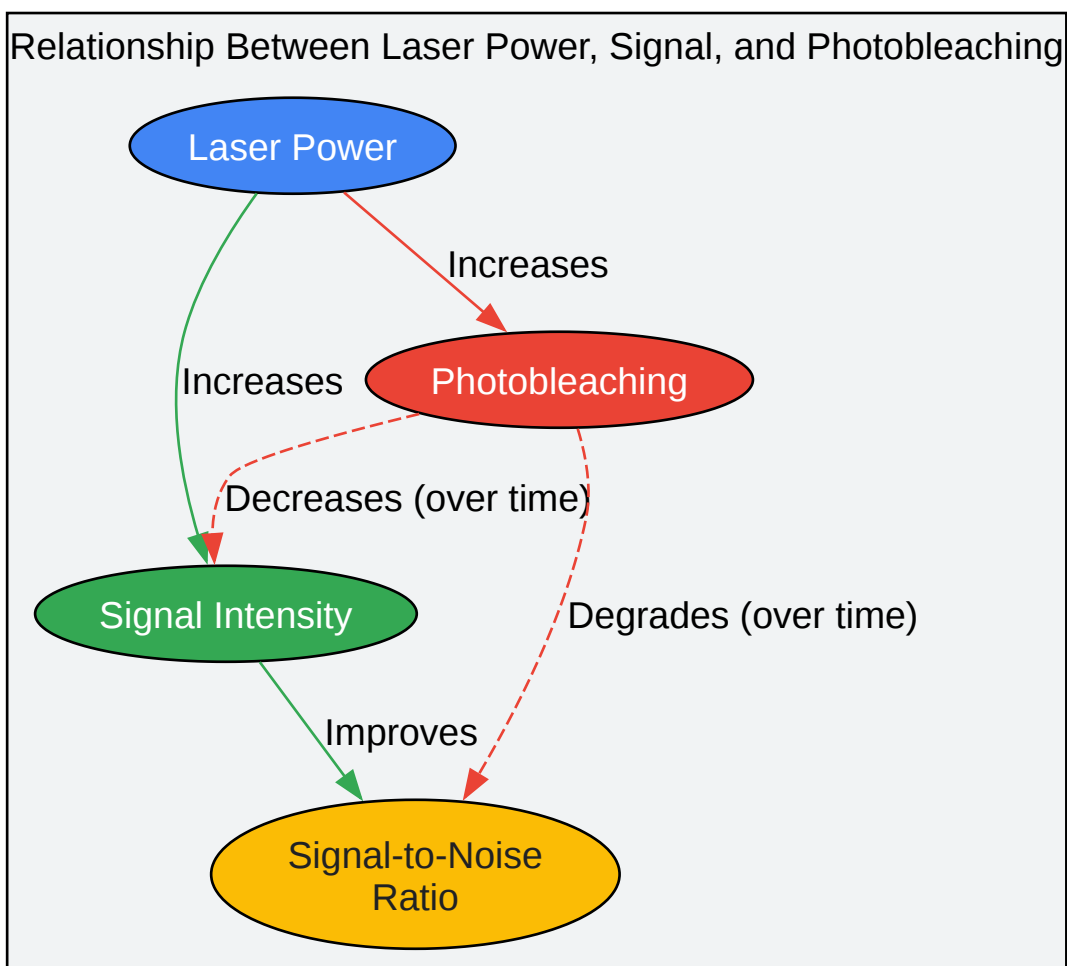 Relationship Between Laser Power, Signal, and Photobleaching
Laser Power
Increases
Increases
Photobleaching
Decreases (over time)
Signal Intensity
Degrades (over time)
Improves
Signal-to-Noise
Ratio